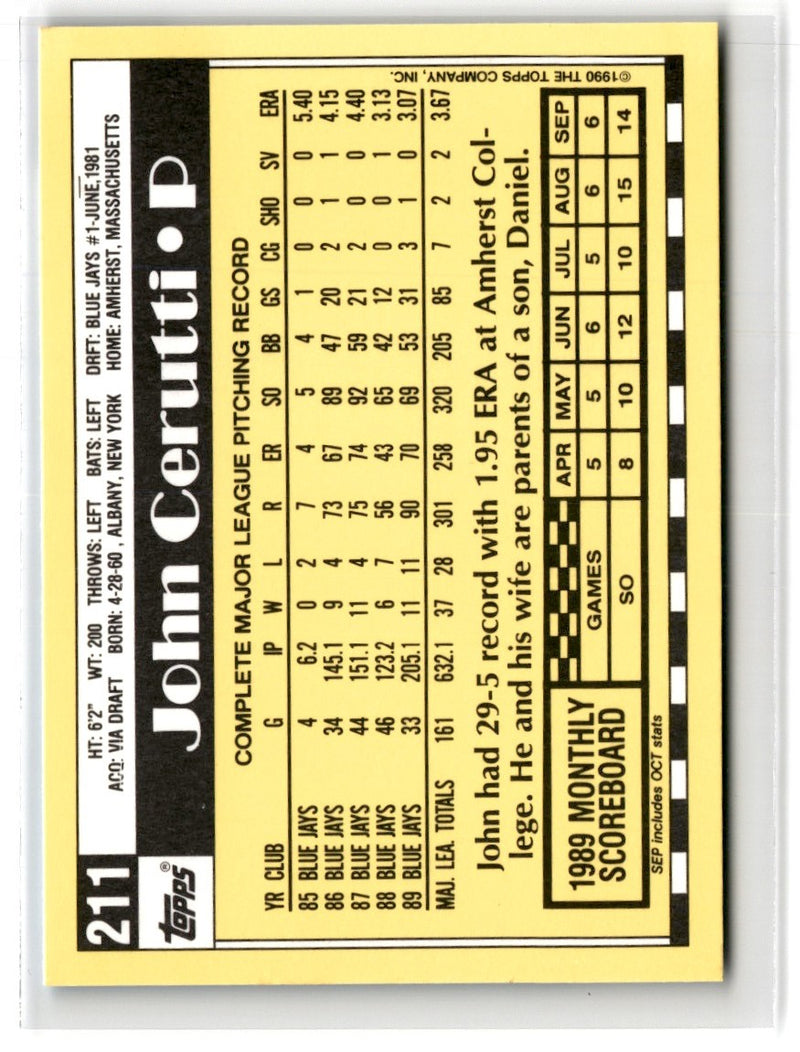 211
HT: 6'2" WT: 200 THROWS: LEFT BATS: LEFT DRFT: BLUE JAYS #1-JUNE,1981
ACQ: VIA DRAFT BORN: 4-28-60 , ALBANY, NEW YORK HOME: AMHERST, MASSACHUSETTS
topps®
John Cerutti • P
COMPLETE MAJOR LEAGUE PITCHING RECORD
YR CLUB G IP W L R ER SO BB GS CG SHO SV ERA
85 BLUE JAYS 4 6.2 0 2 7 4 5 4 1 0 0 0 5.40
86 BLUE JAYS 34 145.1 9 4 73 67 89 47 20 2 1 1 4.15
87 BLUE JAYS 44 151.1 11 4 75 74 92 59 21 2 0 0 4.40
88 BLUE JAYS 46 123.2 6 7 56 43 65 42 12 0 0 1 3.13
89 BLUE JAYS 33 205.1 11 11 90 70 69 53 31 3 1 0 3.07
MAJ. LEA. TOTALS 161 632.1 37 28 301 258 320 205 85 7 2 2 3.67
John had 29-5 record with 1.95 ERA at Amherst Col-
lege. He and his wife are parents of a son, Daniel.
1989 MONTHLY
SCOREBOARD
APR MAY JUN JUL AUG SEP
GAMES 5 5 6 5 6 6
SO 8 10 12 10 15 14
SEP includes OCT stats
©1990 THE TOPPS COMPANY, INC.